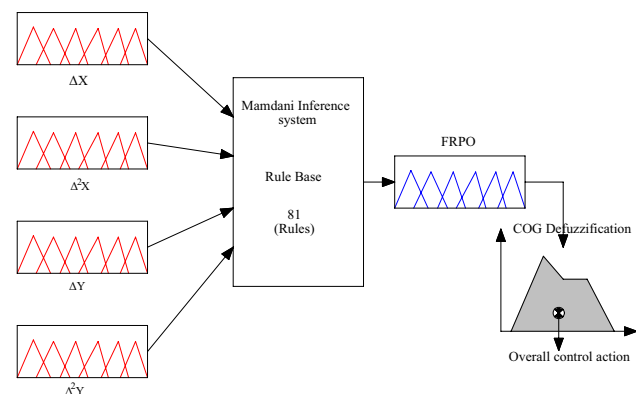 ΔX
Δ²X
ΔY
Δ²Y
Mamdani Inference
system
Rule Base
81
(Rules)
FRPO
COG Defuzzification
Overall control action